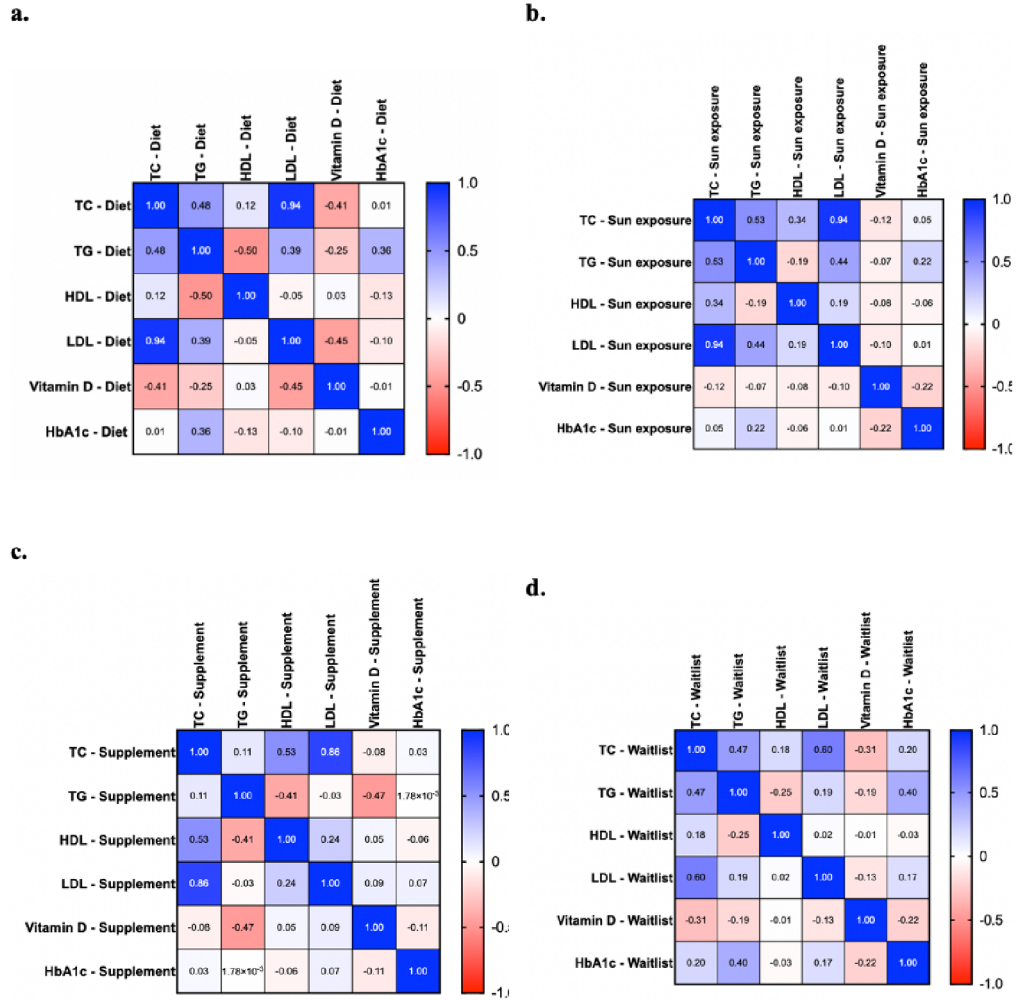 a.
TC - Diet
TG - Diet
HDL - Diet
LDL - Diet
Vitamin D - Diet
HbA1c - Diet
TC - Diet 1.00 0.48 0.12 0.94 -0.41 0.01
TG - Diet 0.48 1.00 -0.50 0.39 -0.25 0.36
HDL - Diet 0.12 -0.50 1.00 -0.05 0.03 -0.13
LDL - Diet 0.94 0.39 -0.05 1.00 -0.45 -0.10
Vitamin D - Diet -0.41 -0.25 0.03 -0.45 1.00 -0.01
HbA1c - Diet 0.01 0.36 -0.13 -0.10 -0.01 1.00
1.0
0.5
0
-0.5
-1.0
b.
TC - Sun exposure
TG - Sun exposure
HDL - Sun exposure
LDL - Sun exposure
Vitamin D - Sun exposure
HbA1c - Sun exposure
TC - Sun exposure 1.00 0.53 0.34 0.94 -0.12 0.05
TG - Sun exposure 0.53 1.00 -0.19 0.44 -0.07 0.22
HDL - Sun exposure 0.34 -0.19 1.00 0.19 -0.08 -0.06
LDL - Sun exposure 0.94 0.44 0.19 1.00 -0.10 0.01
Vitamin D - Sun exposure -0.12 -0.07 -0.08 -0.10 1.00 -0.22
HbA1c - Sun exposure 0.05 0.22 -0.06 0.01 -0.22 1.00
1.0
0.5
0
-0.5
-1.0
c.
TC - Supplement
TG - Supplement
HDL - Supplement
LDL - Supplement
Vitamin D - Supplement
HbA1c - Supplement
TC - Supplement 1.00 0.11 0.53 0.86 -0.08 0.03
TG - Supplement 0.11 1.00 -0.41 -0.03 -0.47 1.78×10⁻³
HDL - Supplement 0.53 -0.41 1.00 0.24 0.05 -0.06
LDL - Supplement 0.86 -0.03 0.24 1.00 0.09 0.07
Vitamin D - Supplement -0.08 -0.47 0.05 0.09 1.00 -0.11
HbA1c - Supplement 0.03 1.78×10⁻³ -0.06 0.07 -0.11 1.00
1.0
0.5
0
-0.
-1.0
d.
TC - Waitlist
TG - Waitlist
HDL - Waitlist
LDL - Waitlist
Vitamin D - Waitlist
HbA1c - Waitlist
TC - Waitlist 1.00 0.47 0.18 0.60 -0.31 0.20
TG - Waitlist 0.47 1.00 -0.25 0.19 -0.19 0.40
HDL - Waitlist 0.18 -0.25 1.00 0.02 -0.01 -0.03
LDL - Waitlist 0.60 0.19 0.02 1.00 -0.13 0.17
Vitamin D - Waitlist -0.31 -0.19 -0.01 -0.13 1.00 -0.22
HbA1c - Waitlist 0.20 0.40 -0.03 0.17 -0.22 1.00
1.0
0.5
0
-0.5
-1.0